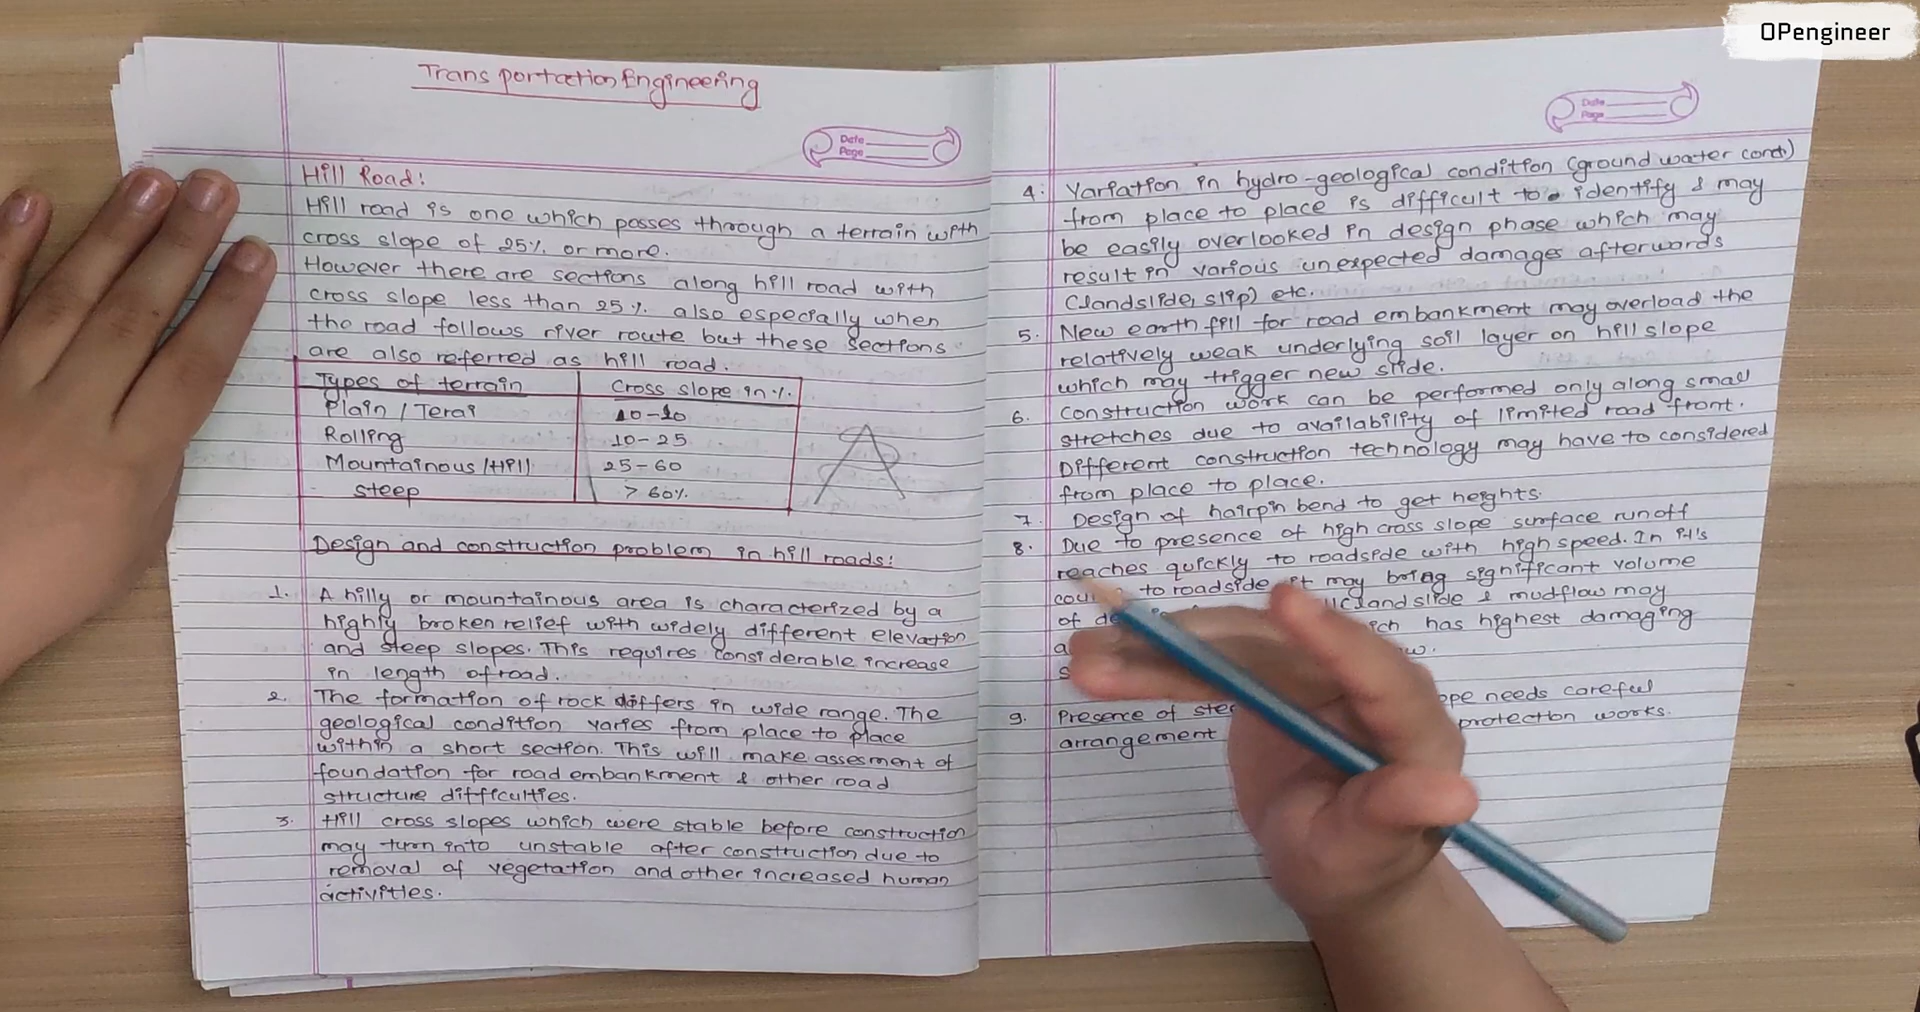 OPengineer
Transportation Engineering
Date
Page
Hill Road:
Hill road is one which passes through a terrain with
cross slope of 25% or more.
However there are sections along hill road with
cross slope less than 25% also especially when
the road follows river route but these sections
are also referred as hill road.
Types of terrain Cross slope in %.
Plain / Terai 10-10
Rolling 10-25
Mountainous /Hill 25-60
steep > 60%
Design and construction problem in hill roads:
1. A hilly or mountainous area is characterized by a
highly broken relief with widely different elevation
and steep slopes. This requires considerable increase
in length of road.
2. The formation of rock differs in wide range. The
geological condition varies from place to place
within a short section. This will make assesment of
foundation for road embankment & other road
structure difficulties.
3. Hill cross slopes which were stable before construction
may turn into unstable after construction due to
removal of vegetation and other increased human
activities.
Date
Page
4. Variation in hydro-geological condition (ground water cond.)
from place to place is difficult to identify & may
be easily overlooked in design phase which may
result in various unexpected damages afterwards
(landslide, slip) etc.
5. New earth fill for road embankment may overload the
relatively weak underlying soil layer on hill slope
which may trigger new slide.
6. Construction work can be performed only along small
stretches due to availability of limited road front.
Different construction technology may have to considered
from place to place.
7. Design of hairpin bend to get heights.
8. Due to presence of high cross slope surface runoff
reaches quickly to roadside with high speed. In it's
to roadside it may bring significant volume
of landslide & mudflow may
has highest damaging
9. Presence of needs careful
arrangement protection works.